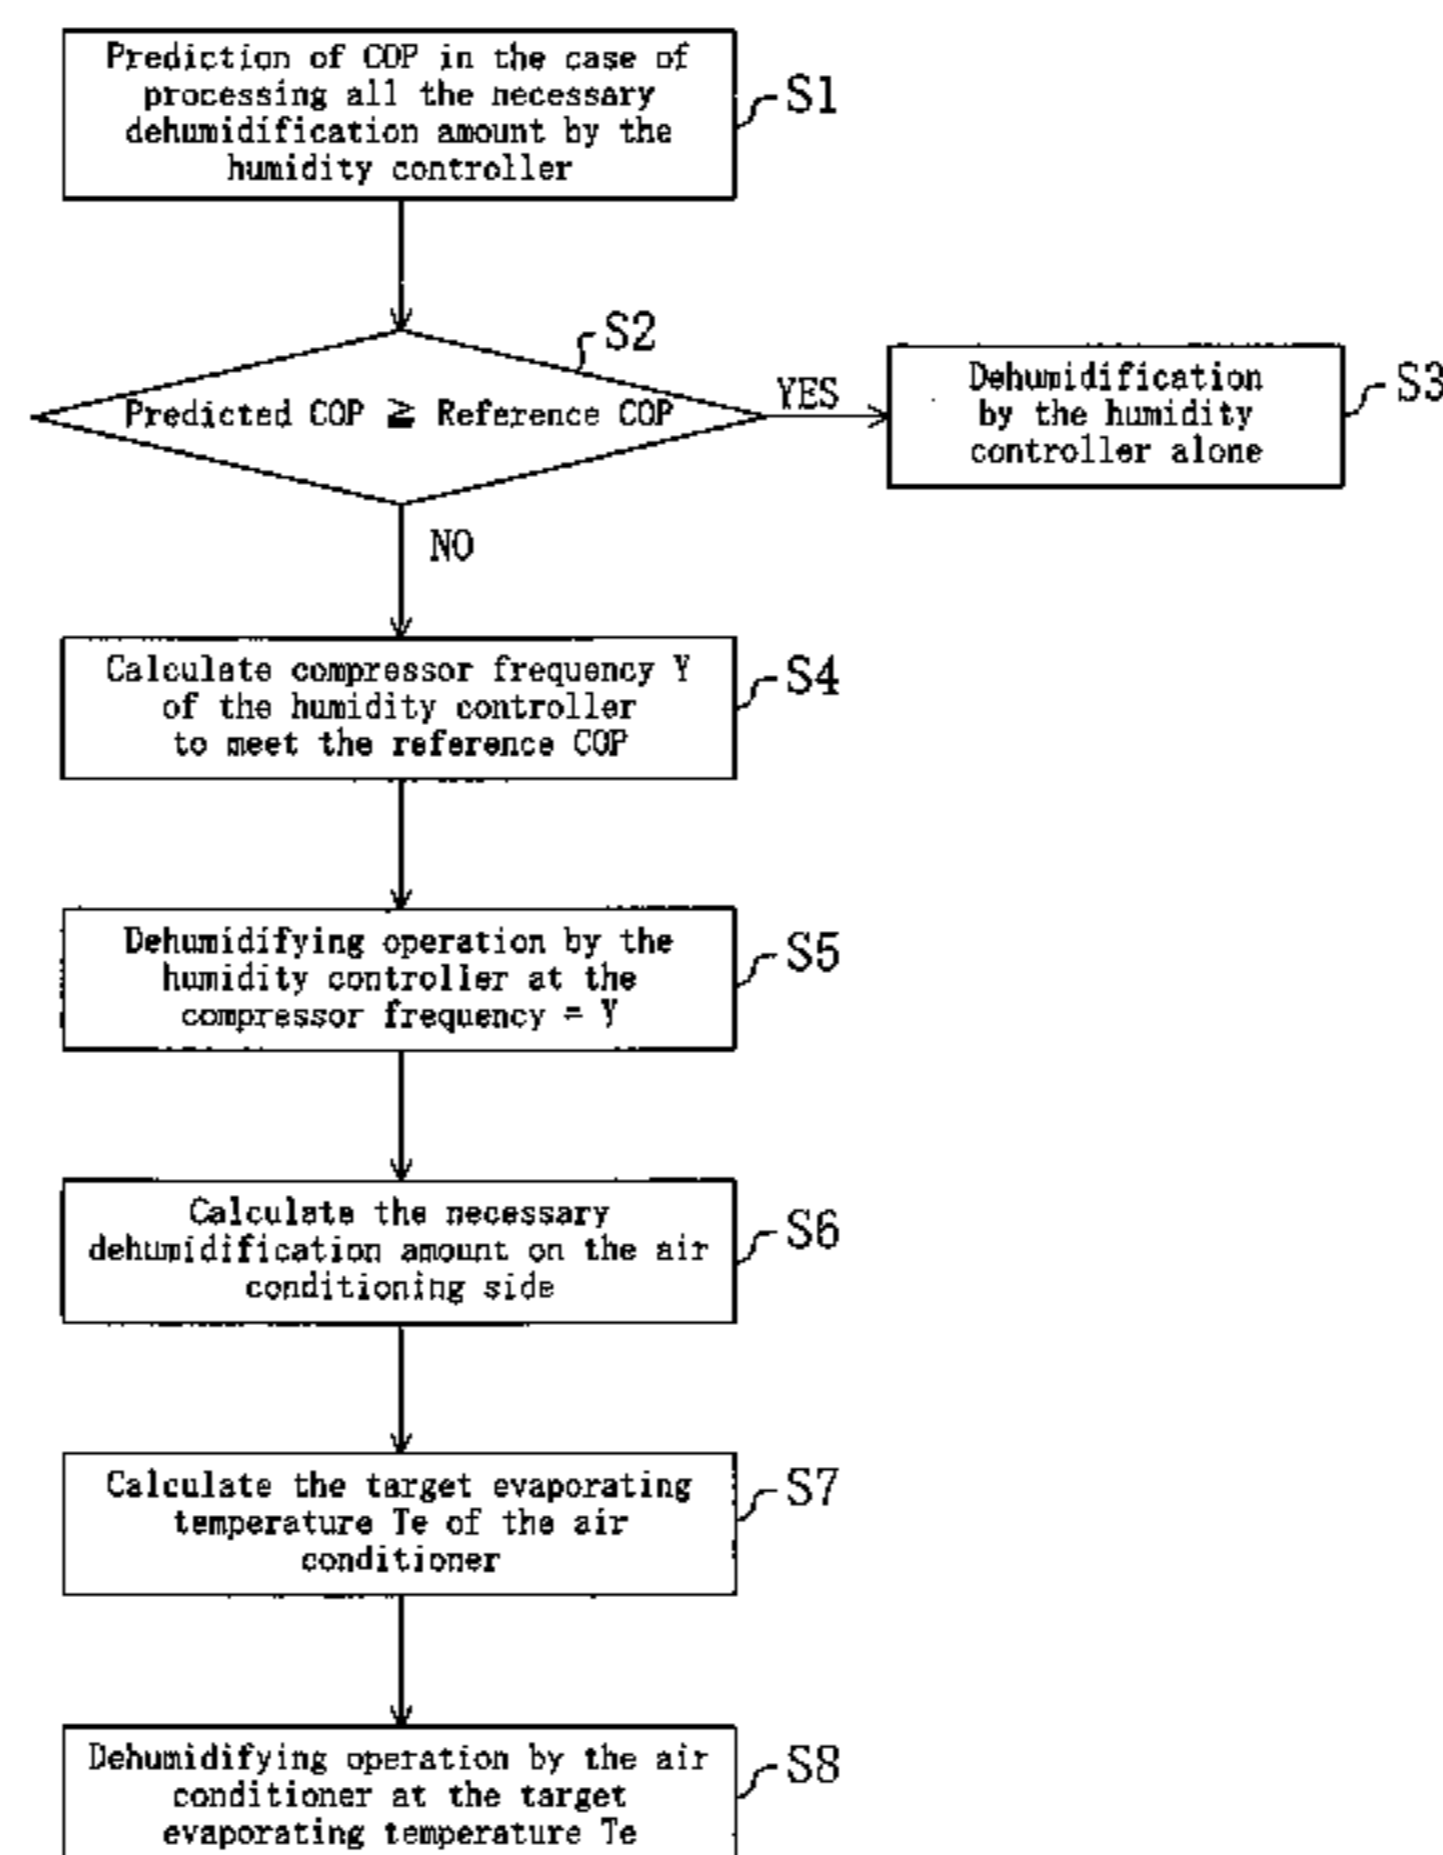 Prediction of COP in the case of
processing all the necessary
dehumidification amount by the
humidity controller
S1
S2
Predicted COP ≧ Reference COP
YES
Dehumidification
by the humidity
controller alone
S3
NO
Calculate compressor frequency Y
of the humidity controller
to meet the reference COP
S4
Dehumidifying operation by the
humidity controller at the
compressor frequency = Y
S5
Calculate the necessary
dehumidification amount on the air
conditioning side
S6
Calculate the target evaporating
temperature Te of the air
conditioner
S7
Dehumidifying operation by the air
conditioner at the target
evaporating temperature Te
S8